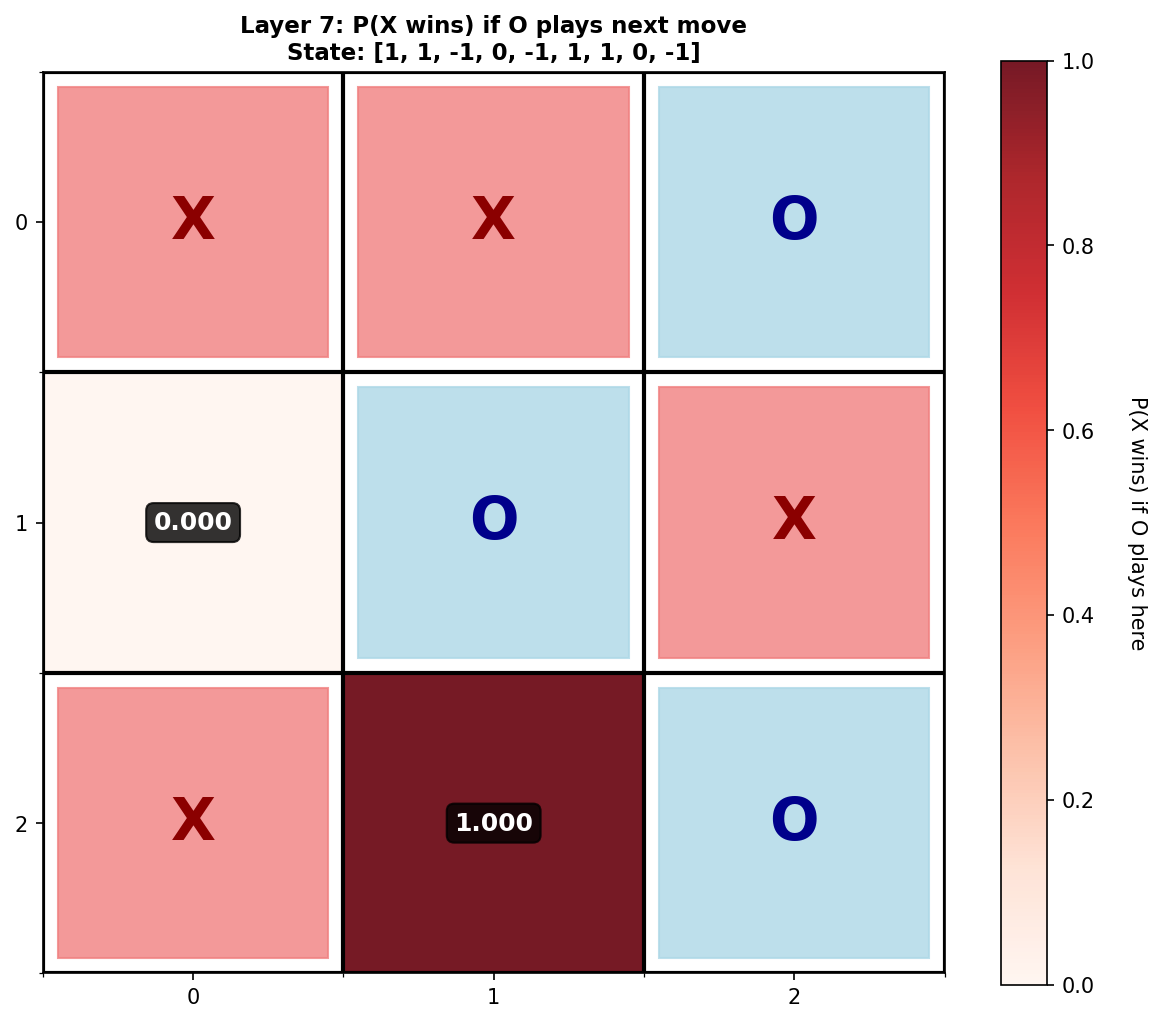 Layer 7: P(X wins) if O plays next move
State: [1, 1, -1, 0, -1, 1, 1, 0, -1]
0
X
X
O
1
0.000
O
X
2
X
1.000
O
0
1
2
1.0
0.8
0.6
0.4
0.2
0.0
P(X wins) if O plays here